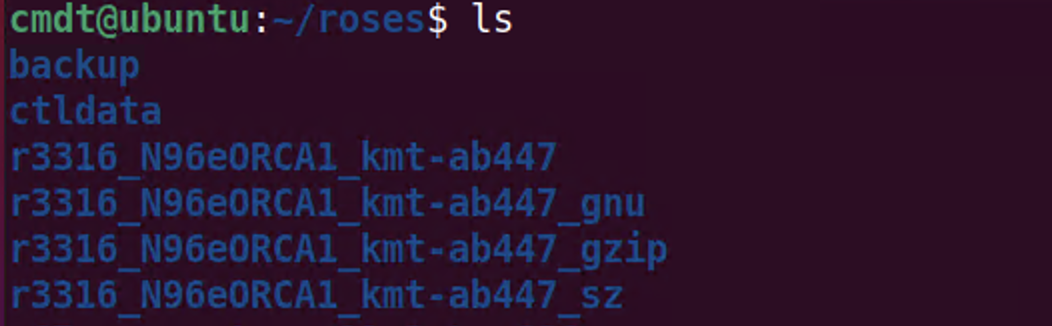 cmdt@ubuntu:~/roses$ ls
backup
ctldata
r3316_N96eORCA1_kmt-ab447
r3316_N96eORCA1_kmt-ab447_gnu
r3316_N96eORCA1_kmt-ab447_gzip
r3316_N96eORCA1_kmt-ab447_sz